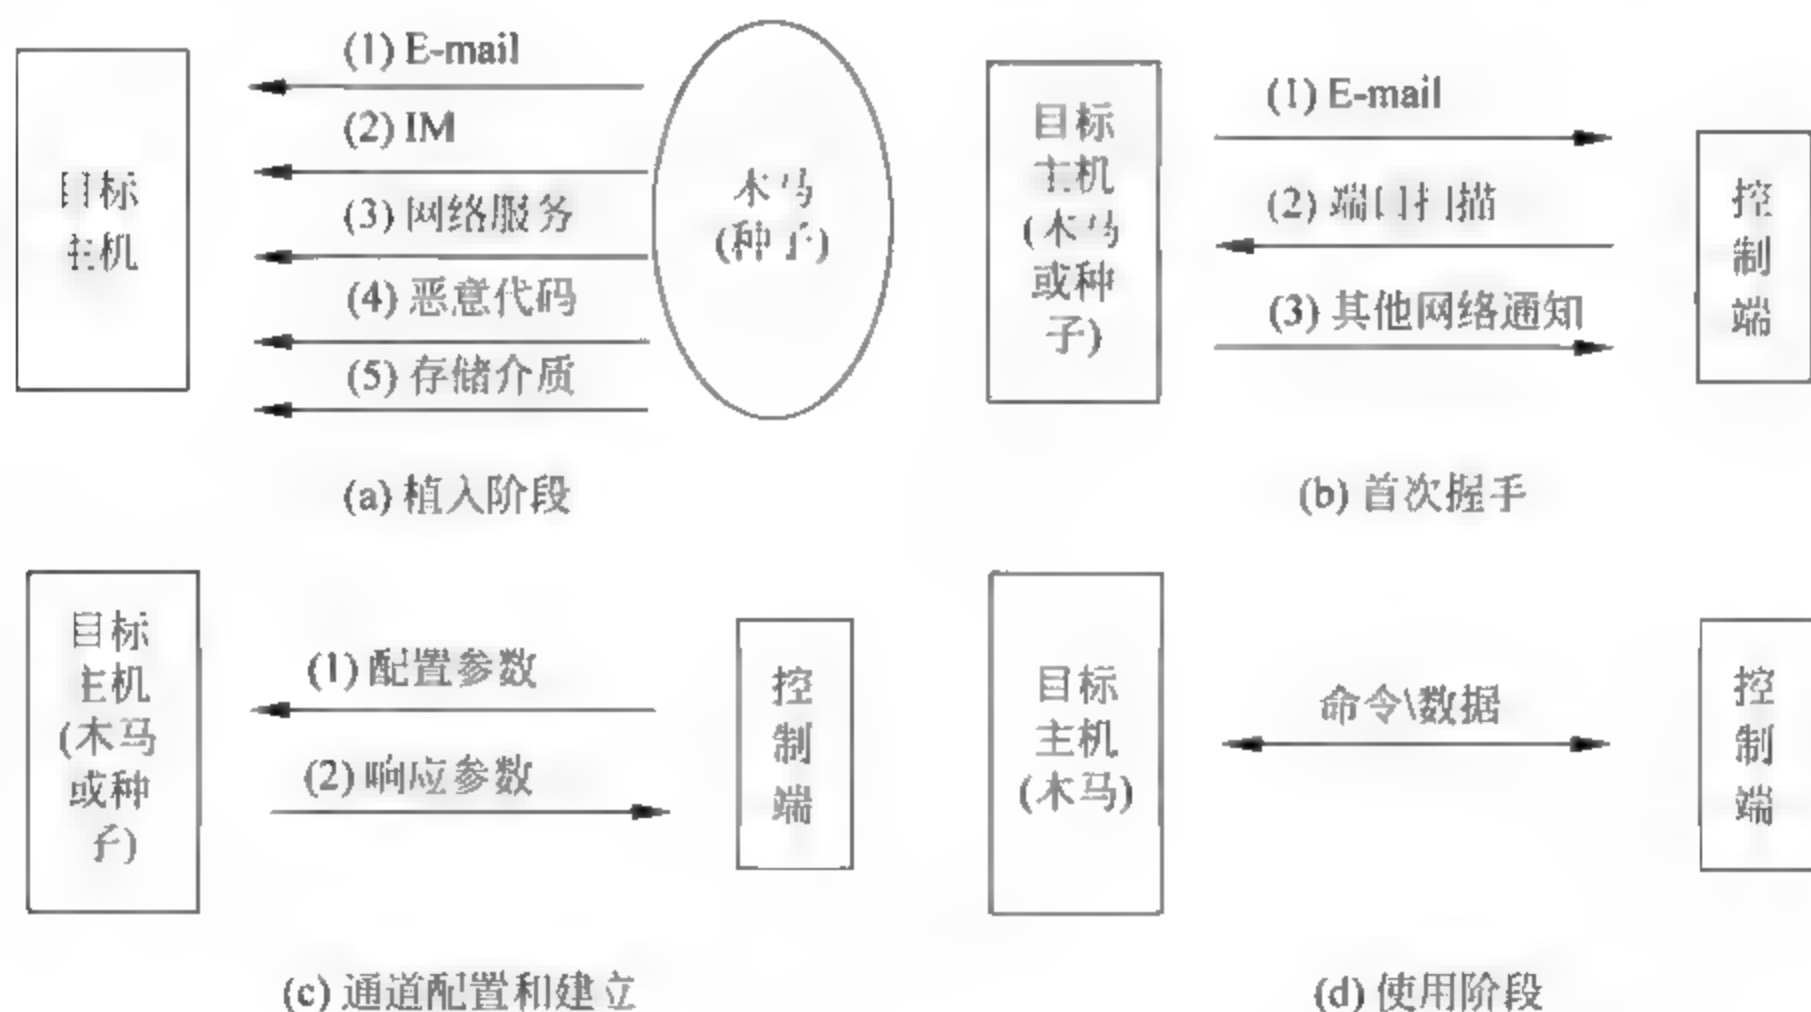 目标
主机
(1) E-mail
(2) IM
(3) 网络服务
(4) 恶意代码
(5) 存储介质
木马
(种子)
(a) 植入阶段
目标
主机
(木马
或种
子)
(1) E-mail
(2) 端口扫描
(3) 其他网络通知
控
制
端
(b) 首次握手
目标
主机
(木马
或种
子)
(1) 配置参数
(2) 响应参数
控
制
端
(c) 通道配置和建立
目标
主机
(木马)
命令\数据
控
制
端
(d) 使用阶段